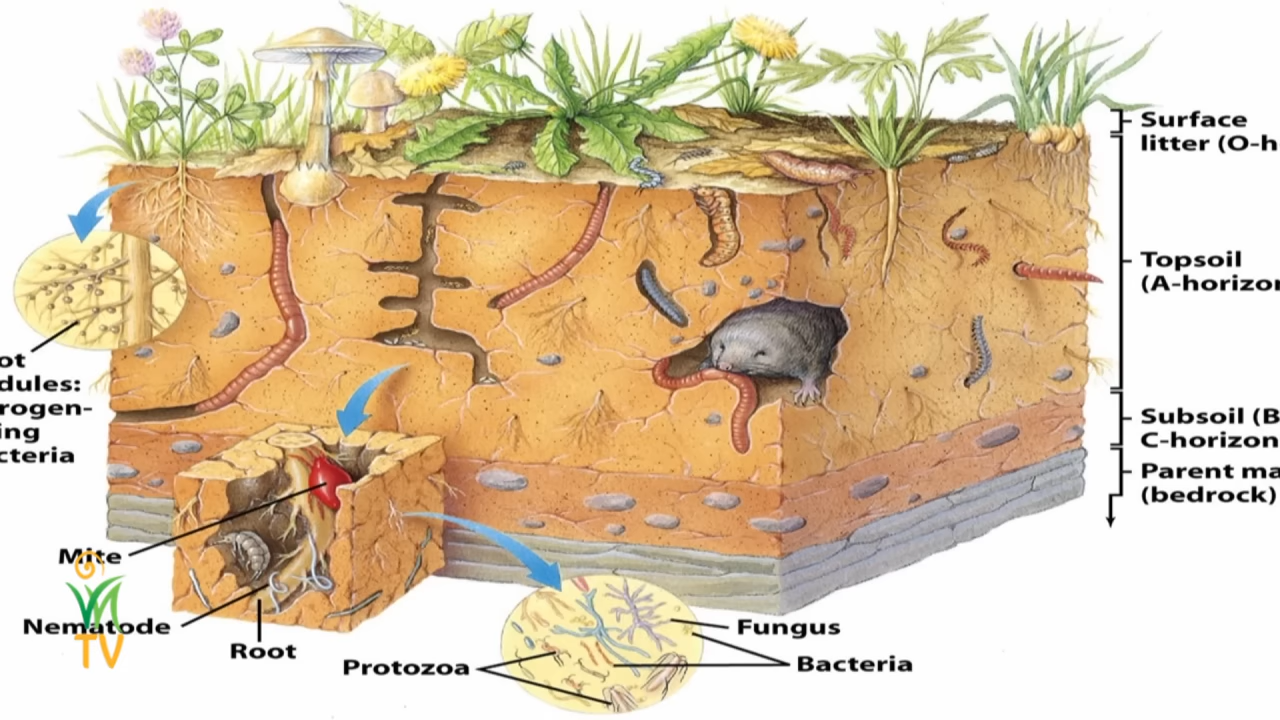 Surface
litter (O-h
Topsoil
(A-horizon
Subsoil (B
C-horizon
Parent ma
(bedrock)
ot
dules:
rogen-
ing
cteria
Mite
Nematode
Root
Protozoa
Fungus
Bacteria
TV